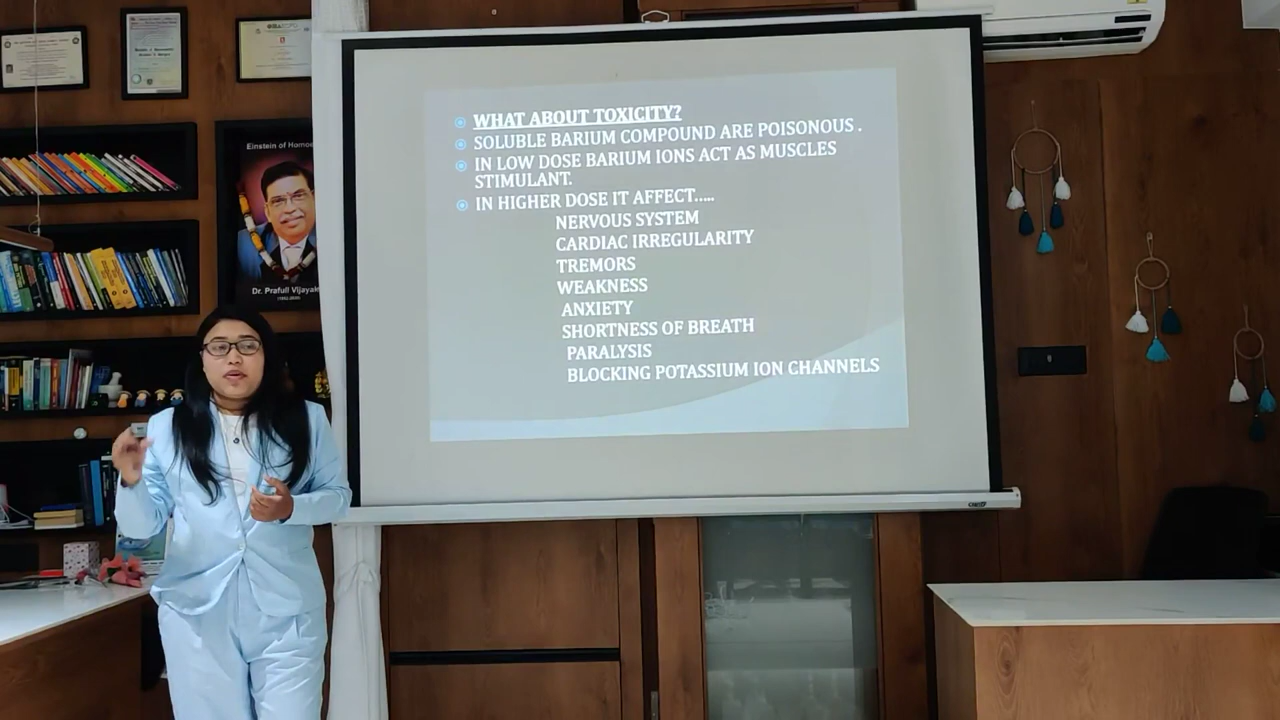 WHAT ABOUT TOXICITY?
SOLUBLE BARIUM COMPOUND ARE POISONOUS .
IN LOW DOSE BARIUM IONS ACT AS MUSCLES
STIMULANT.
IN HIGHER DOSE IT AFFECT.....
NERVOUS SYSTEM
CARDIAC IRREGULARITY
TREMORS
WEAKNESS
ANXIETY
SHORTNESS OF BREATH
PARALYSIS
BLOCKING POTASSIUM ION CHANNELS
Einstein of Homoe
Dr. Prafull Vijayak